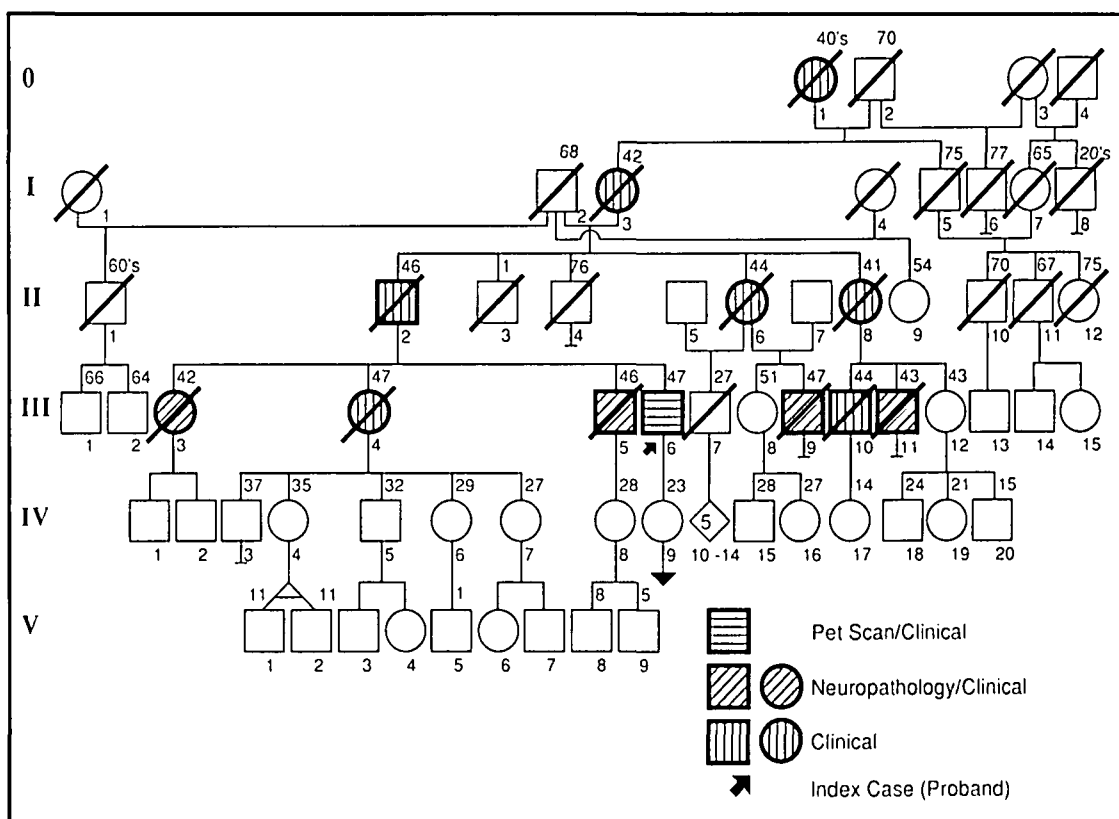 40's 70
0
1 2 3 4
68 42 75 77 65 20's
I
1 2 3 4 5 6 7 8
60's 46 1 76 44 41 54 70 67 75
II
1 2 3 4 5 6 7 8 9 10 11 12
66 64 42 47 46 47 27 51 47 44 43 43
III
1 2 3 4 5 6 7 8 9 10 11 12 13 14 15
37 35 32 29 27 28 23 28 27 14 24 21 15
IV
5
1 2 3 4 5 6 7 8 9 10 -14 15 16 17 18 19 20
11 11 1 8 5
V
1 2 3 4 5 6 7 8 9
Pet Scan/Clinical
Neuropathology/Clinical
Clinical
Index Case (Proband)